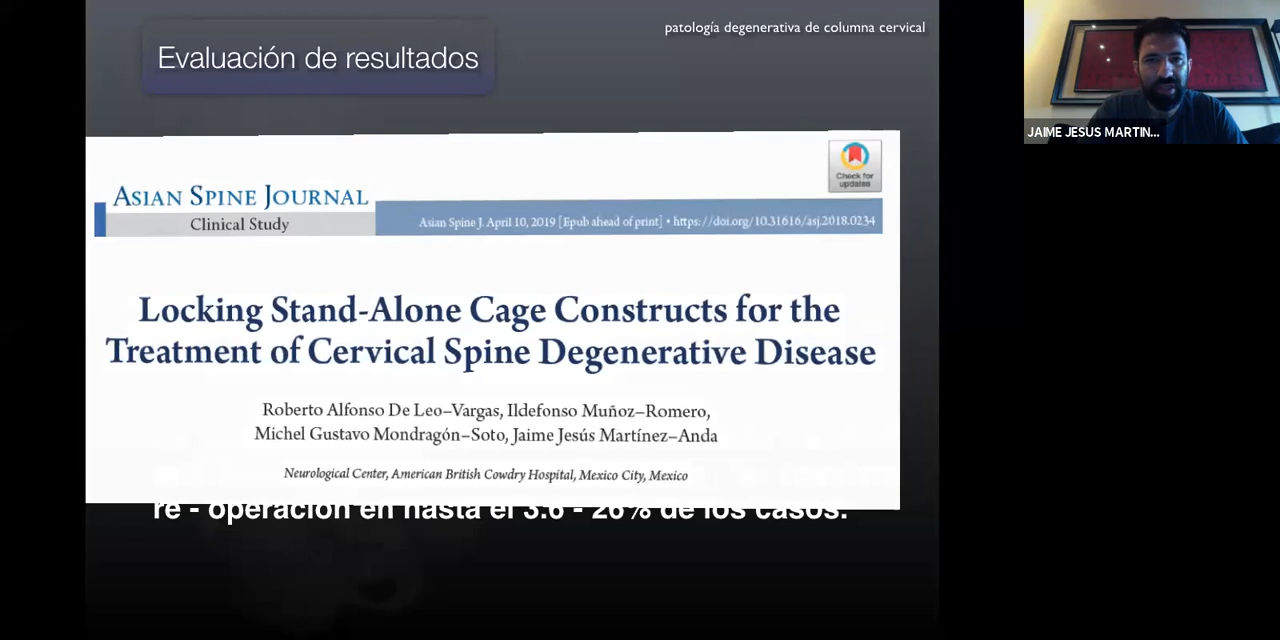 patología degenerativa de columna cervical
Evaluación de resultados
JAIME JESUS MARTIN...
Check for
updates
ASIAN SPINE JOURNAL
Clinical Study
Asian Spine J. April 10, 2019 [Epub ahead of print] • https://doi.org/10.31616/asj.2018.0234
Locking Stand-Alone Cage Constructs for the
Treatment of Cervical Spine Degenerative Disease
Roberto Alfonso De Leo–Vargas, Ildefonso Muñoz–Romero,
Michel Gustavo Mondragón–Soto, Jaime Jesús Martínez–Anda
Neurological Center, American British Cowdry Hospital, Mexico City, Mexico
re - operación en hasta el 3.6 - 26% de los casos.